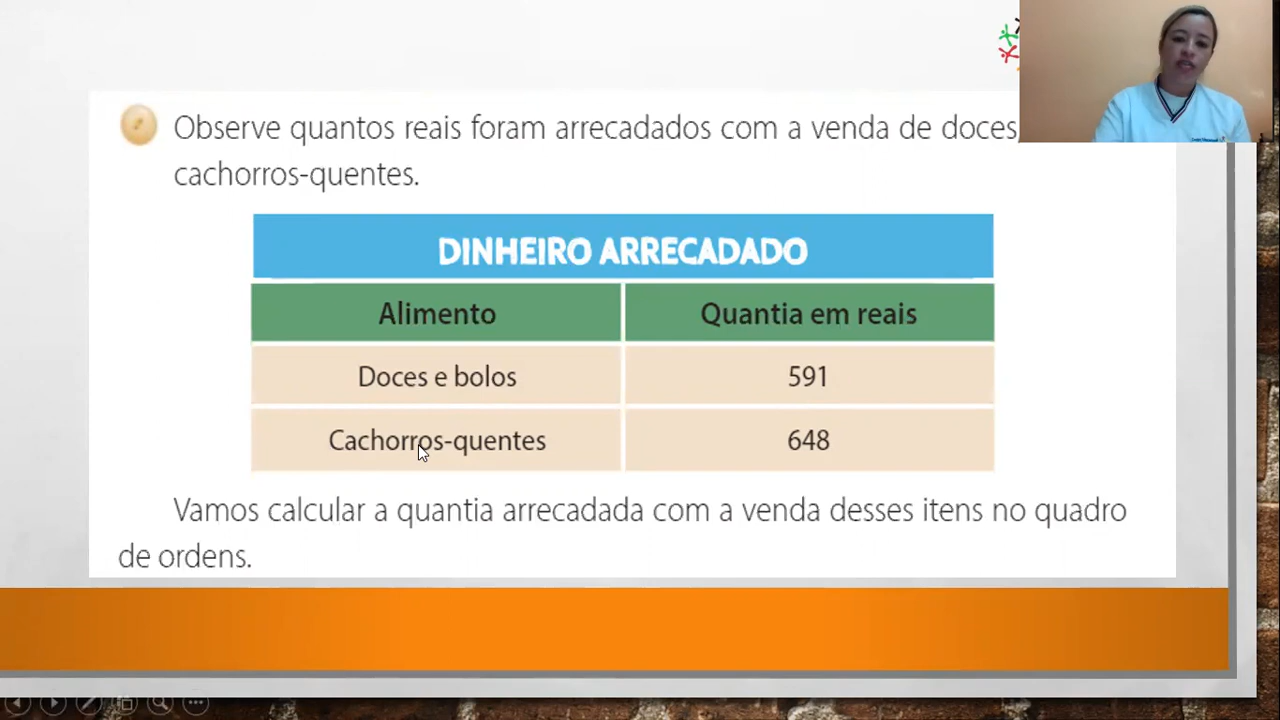 Observe quantos reais foram arrecadados com a venda de doces
cachorros-quentes.
DINHEIRO ARRECADADO
Alimento Quantia em reais
Doces e bolos 591
Cachorros-quentes 648
Vamos calcular a quantia arrecadada com a venda desses itens no quadro
de ordens.